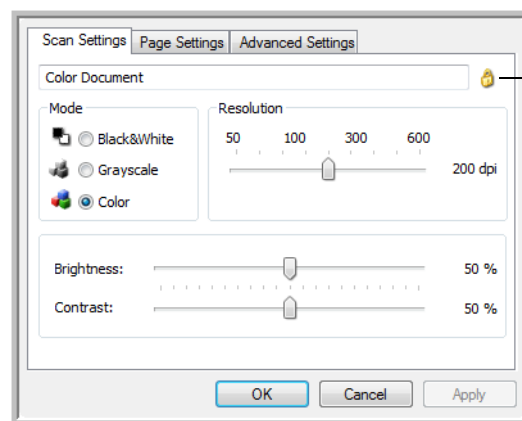 Scan Settings Page Settings Advanced Settings
Color Document
Mode Resolution
Black&White 50 100 300 600
Grayscale 200 dpi
Color
Brightness: 50 %
Contrast: 50 %
OK Cancel Apply